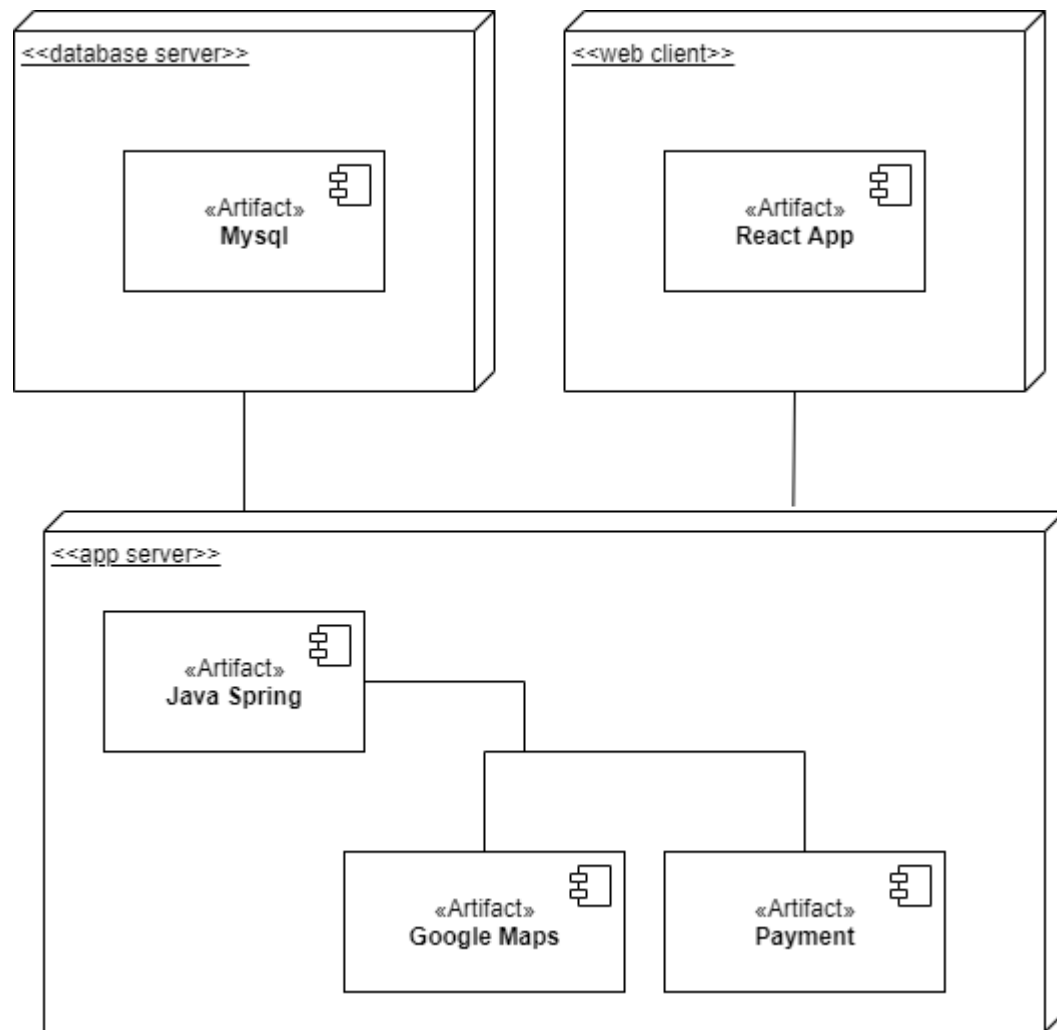 <<database server>>
«Artifact»
Mysql
<<web client>>
«Artifact»
React App
<<app server>>
«Artifact»
Java Spring
«Artifact»
Google Maps
«Artifact»
Payment